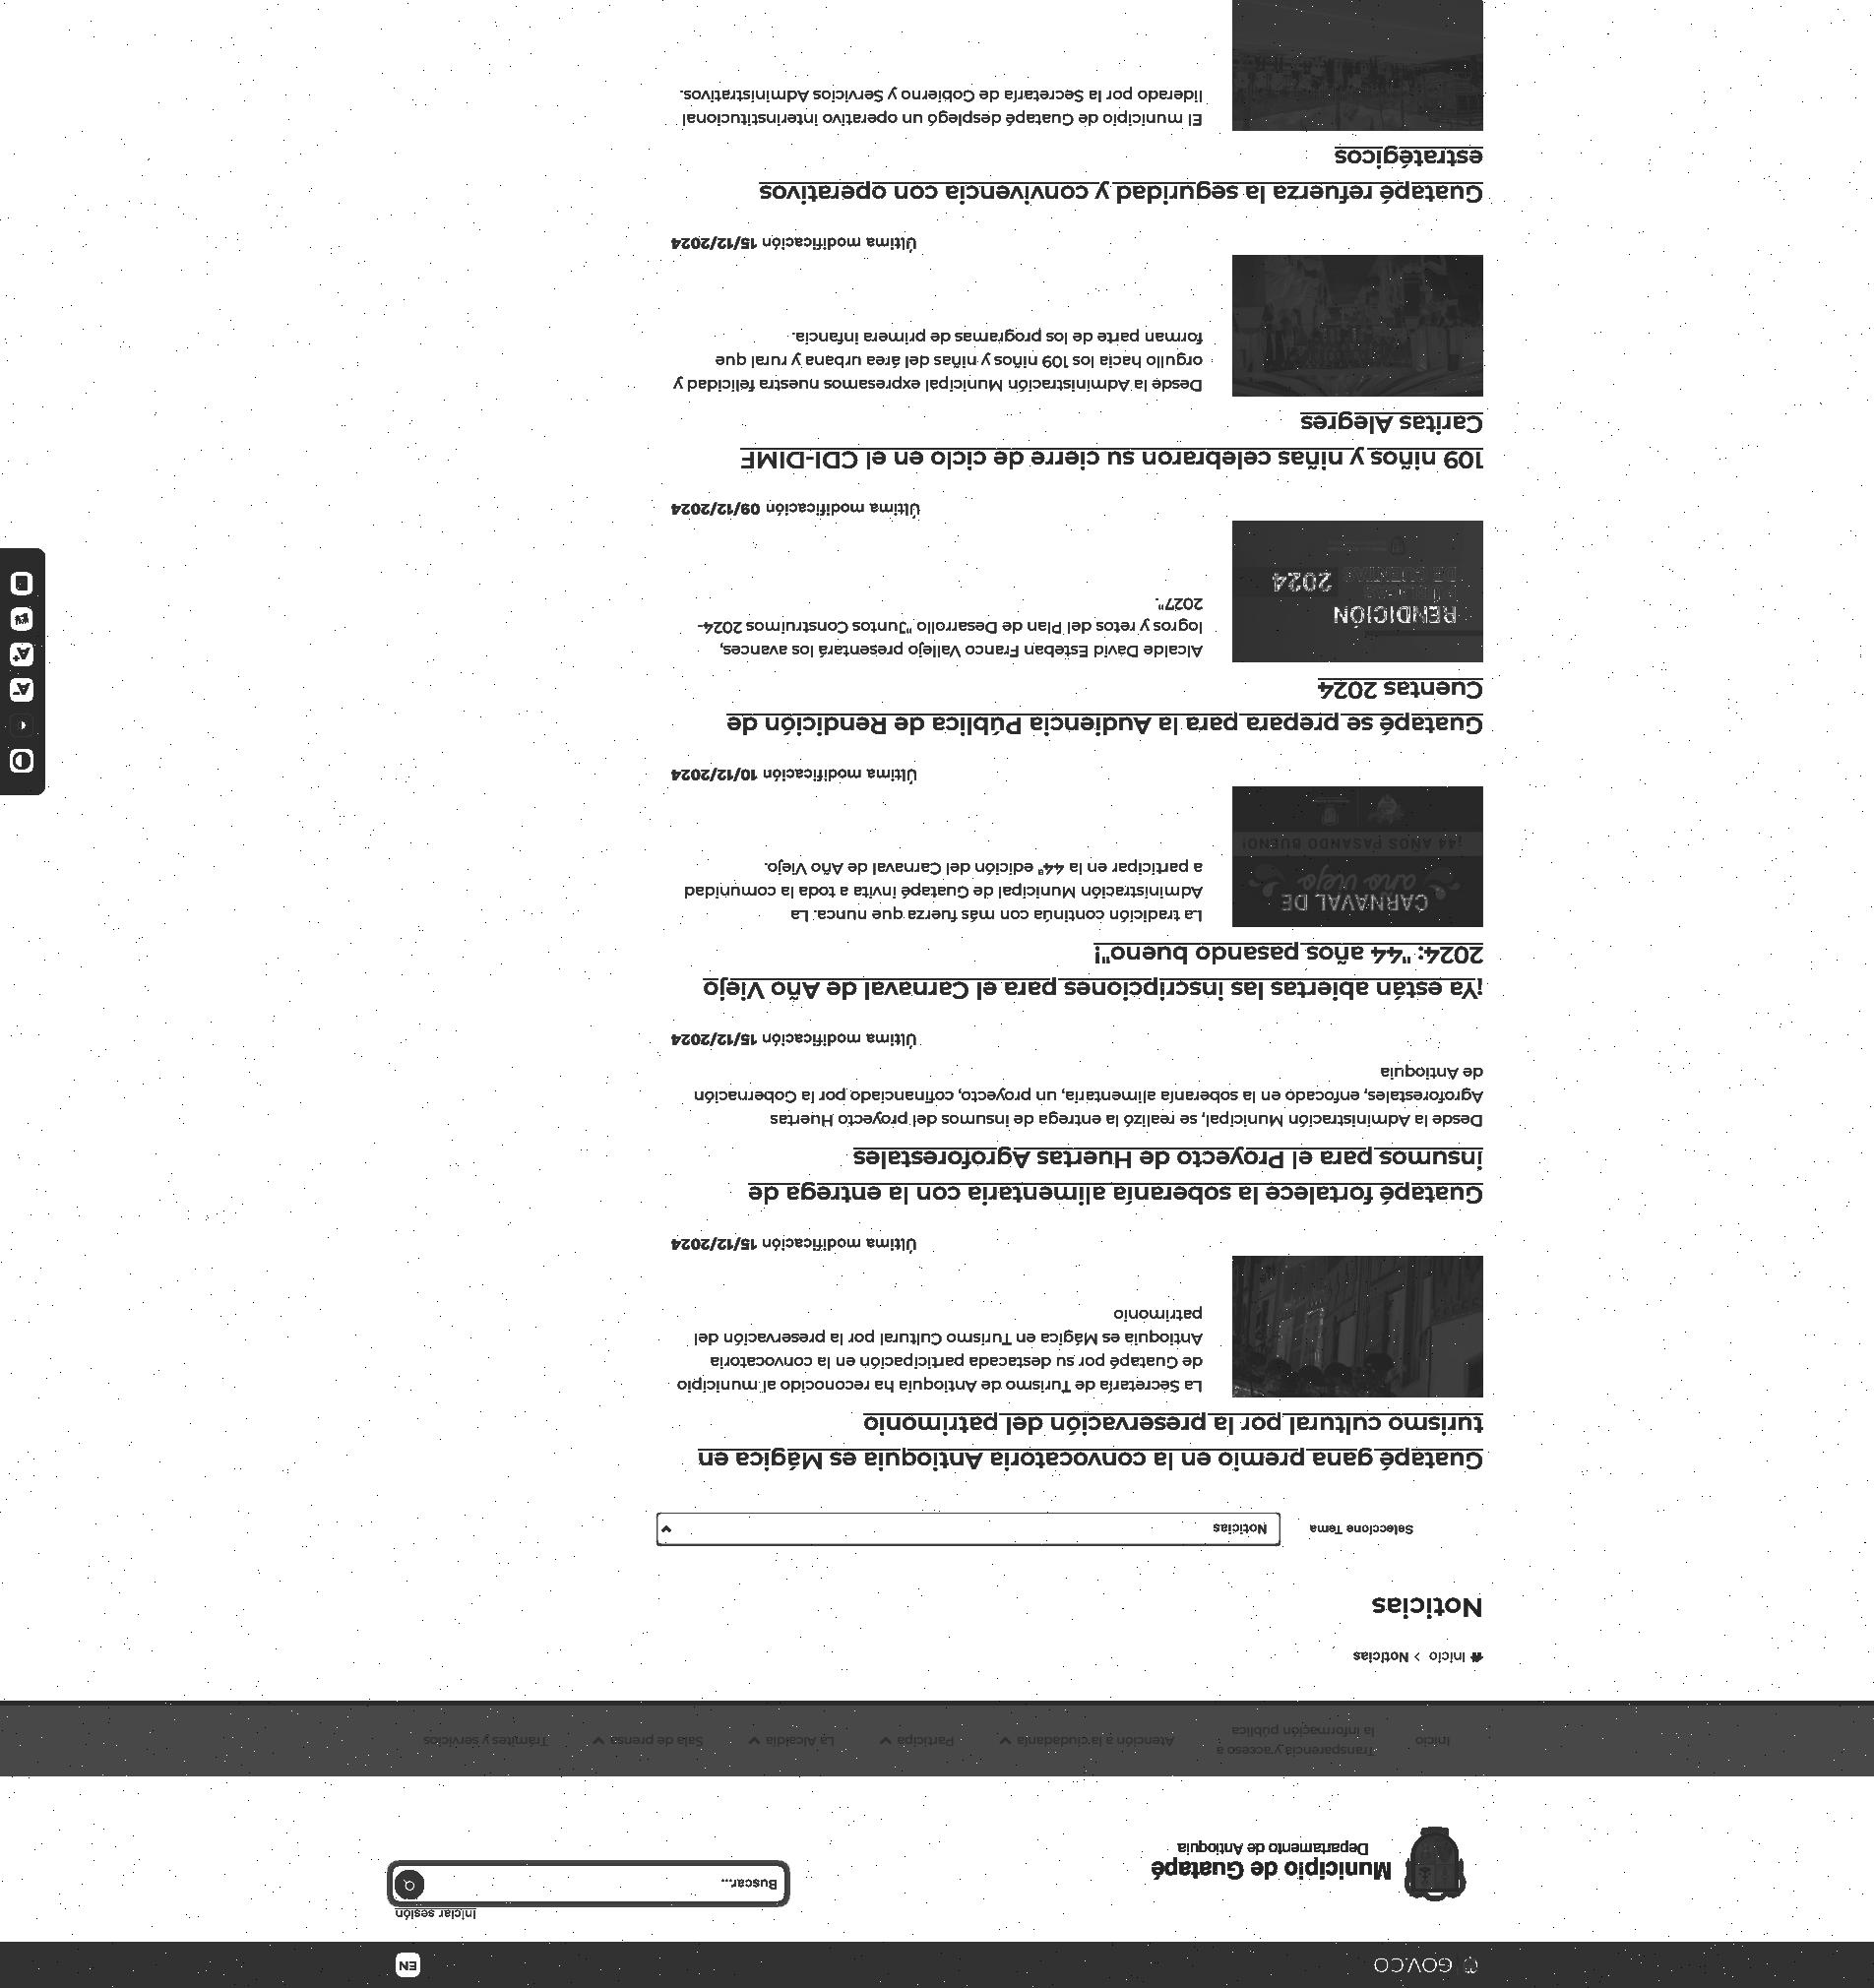 GOV.CO
EN
Iniciar sesión
Municipio de Guatapé
Departamento de Antioquia
Buscar...
Inicio
Transparencia y acceso a
la información pública
Atención a la ciudadanía
Participa
La Alcaldía
Sala de prensa
Trámites y servicios
Inicio > Noticias
Noticias
Seleccione Tema
Noticias
Guatapé gana premio en la convocatoria Antioquia es Mágica en
turismo cultural por la preservación del patrimonio
La Secretaría de Turismo de Antioquia ha reconocido al municipio
de Guatapé por su destacada participación en la convocatoria
Antioquia es Mágica en Turismo Cultural por la preservación del
patrimonio
Última modificación 15/12/2024
Guatapé fortalece la soberanía alimentaria con la entrega de
insumos para el Proyecto de Huertas Agroforestales
Desde la Administración Municipal, se realizó la entrega de insumos del proyecto Huertas
Agroforestales, enfocado en la soberanía alimentaria, un proyecto, cofinanciado por la Gobernación
de Antioquia
Última modificación 15/12/2024
¡Ya están abiertas las inscripciones para el Carnaval de Año Viejo
2024: "44 años pasando bueno"!
CARNAVAL DE
año viejo
¡44 AÑOS PASANDO BUENO!
La tradición continúa con más fuerza que nunca. La
Administración Municipal de Guatapé invita a toda la comunidad
a participar en la 44ª edición del Carnaval de Año Viejo.
Última modificación 10/12/2024
Guatapé se prepara para la Audiencia Pública de Rendición de
Cuentas 2024
RENDICIÓN
2024
Alcalde David Esteban Franco Vallejo presentará los avances,
logros y retos del Plan de Desarrollo "Juntos Construimos 2024-
2027".
Última modificación 09/12/2024
109 niños y niñas celebraron su cierre de ciclo en el CDI-DIMF
Caritas Alegres
Desde la Administración Municipal expresamos nuestra felicidad y
orgullo hacia los 109 niños y niñas del área urbana y rural que
forman parte de los programas de primera infancia.
Última modificación 15/12/2024
Guatapé refuerza la seguridad y convivencia con operativos
estratégicos
El municipio de Guatapé desplegó un operativo interinstitucional
liderado por la Secretaría de Gobierno y Servicios Administrativos.
A-
A+